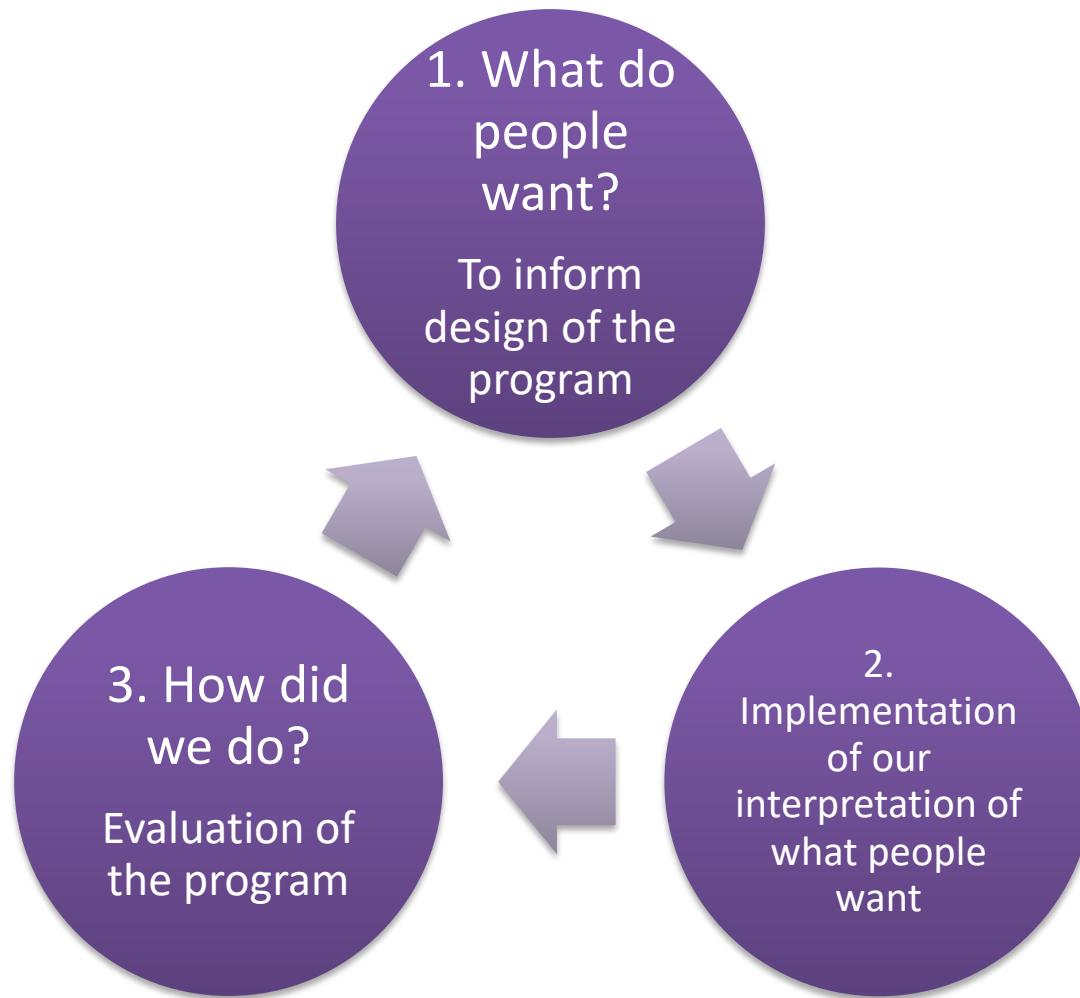 1. What do
people
want?
To inform
design of the
program
2.
Implementation
of our
interpretation of
what people
want
3. How did
we do?
Evaluation of
the program